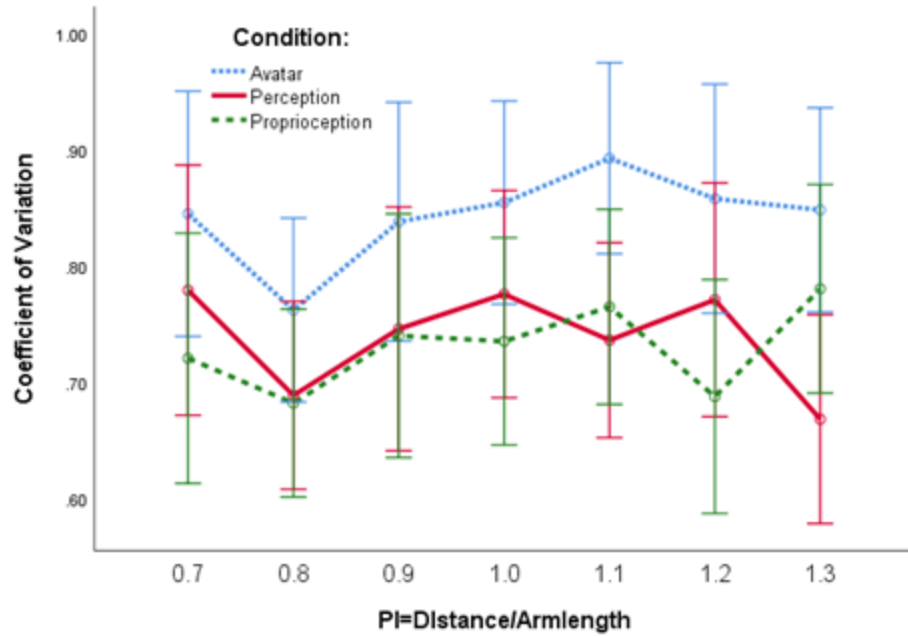 1.00
Condition:
Avatar
Perception
Proprioception
.90
.80
.70
.60
Coefficient of Variation
0.7 0.8 0.9 1.0 1.1 1.2 1.3
PI=DIstance/Armlength